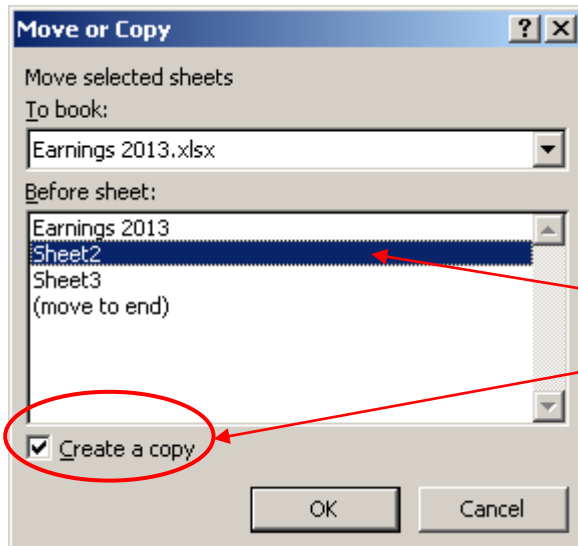 Move or Copy
Move selected sheets
To book:
Earnings 2013.xlsx
Before sheet:
Earnings 2013
Sheet2
Sheet3
(move to end)
Create a copy
OK Cancel